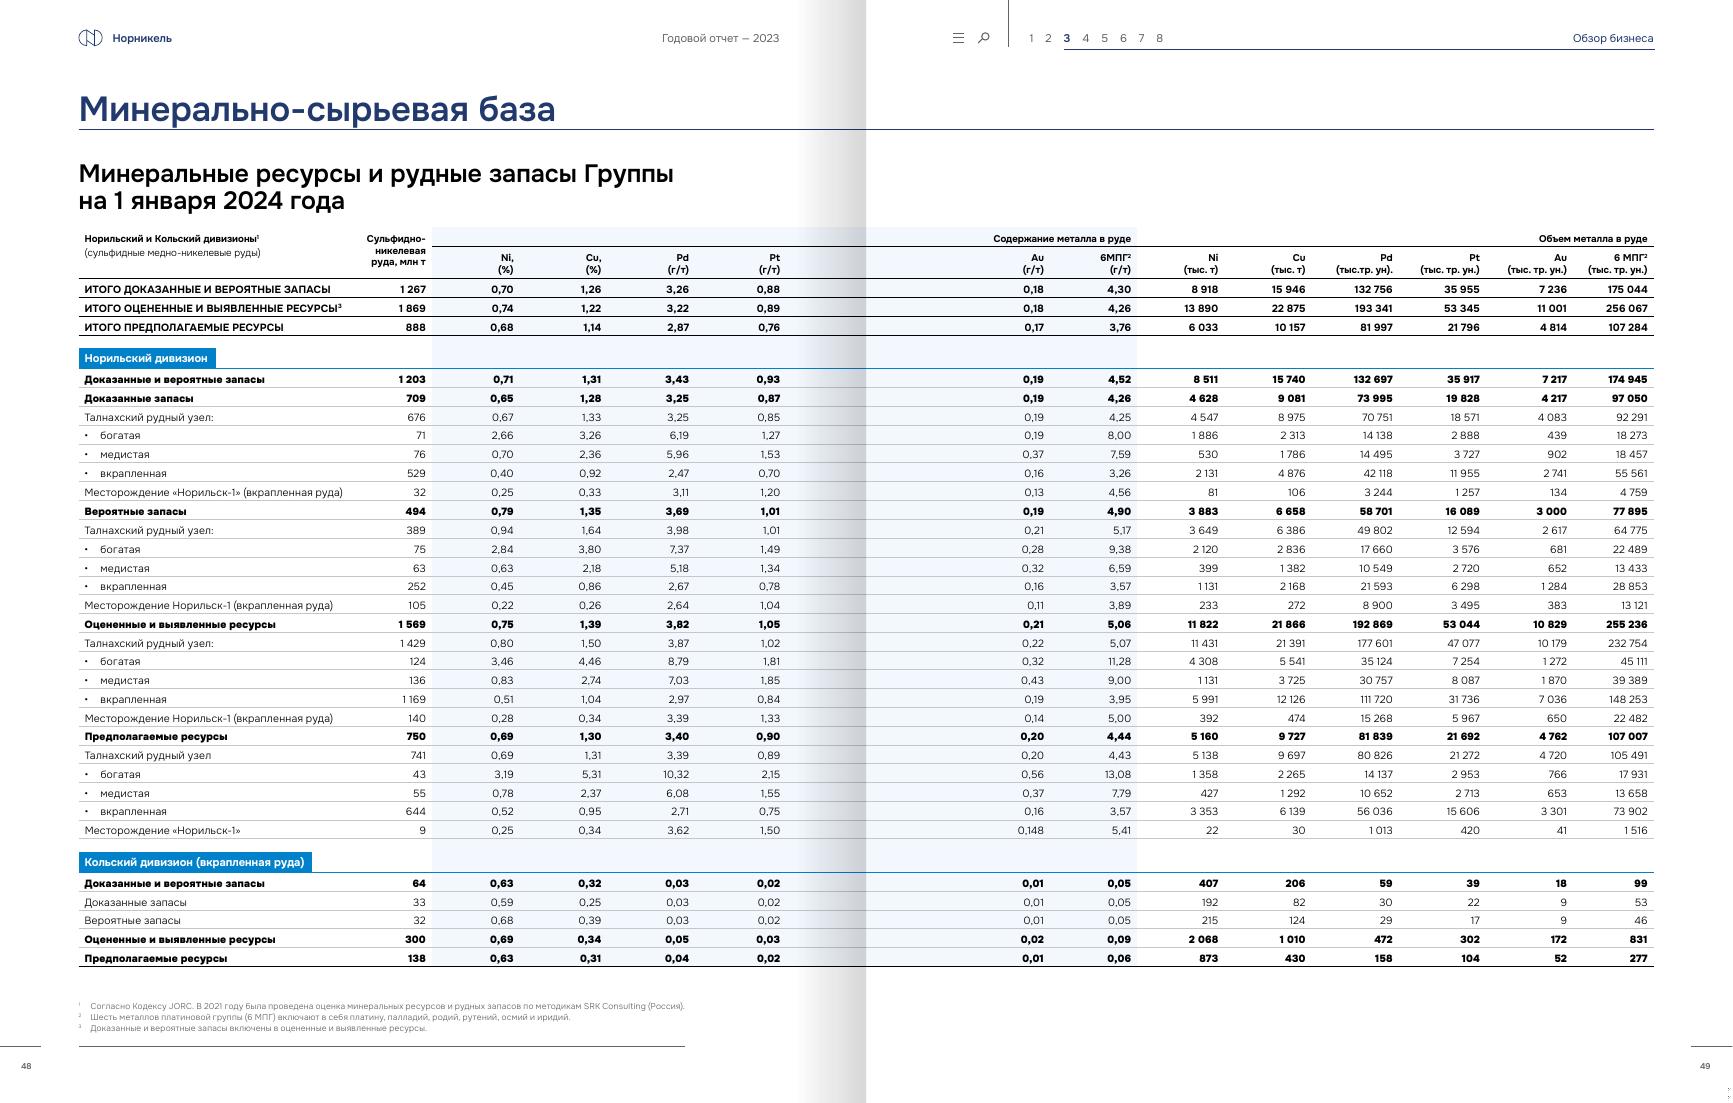 Норникель
Годовой отчет — 2023
1 2 3 4 5 6 7 8
Обзор бизнеса
Минерально-сырьевая база
Минеральные ресурсы и рудные запасы Группы
на 1 января 2024 года
Норильский и Кольский дивизионы¹
(сульфидные медно-никелевые руды)
Сульфидно-
никелевая
руда, млн т
Содержание металла в руде
Объем металла в руде
Ni, (%) Cu, (%) Pd (г/т) Pt (г/т) Au (г/т) 6МПГ² (г/т) Ni (тыс. т) Cu (тыс. т) Pd (тыс.тр. ун). Pt (тыс. тр. ун.) Au (тыс. тр. ун.) 6 МПГ² (тыс. тр. ун.)
ИТОГО ДОКАЗАННЫЕ И ВЕРОЯТНЫЕ ЗАПАСЫ 1 267 0,70 1,26 3,26 0,88 0,18 4,30 8 918 15 946 132 756 35 955 7 236 175 044
ИТОГО ОЦЕНЕННЫЕ И ВЫЯВЛЕННЫЕ РЕСУРСЫ³ 1 869 0,74 1,22 3,22 0,89 0,18 4,26 13 890 22 875 193 341 53 345 11 001 256 067
ИТОГО ПРЕДПОЛАГАЕМЫЕ РЕСУРСЫ 888 0,68 1,14 2,87 0,76 0,17 3,76 6 033 10 157 81 997 21 796 4 814 107 284
Норильский дивизион
Доказанные и вероятные запасы 1 203 0,71 1,31 3,43 0,93 0,19 4,52 8 511 15 740 132 697 35 917 7 217 174 945
Доказанные запасы 709 0,65 1,28 3,25 0,87 0,19 4,26 4 628 9 081 73 995 19 828 4 217 97 050
Талнахский рудный узел: 676 0,67 1,33 3,25 0,85 0,19 4,25 4 547 8 975 70 751 18 571 4 083 92 291
• богатая 71 2,66 3,26 6,19 1,27 0,19 8,00 1 886 2 313 14 138 2 888 439 18 273
• медистая 76 0,70 2,36 5,96 1,53 0,37 7,59 530 1 786 14 495 3 727 902 18 457
• вкрапленная 529 0,40 0,92 2,47 0,70 0,16 3,26 2 131 4 876 42 118 11 955 2 741 55 561
Месторождение «Норильск-1» (вкрапленная руда) 32 0,25 0,33 3,11 1,20 0,13 4,56 81 106 3 244 1 257 134 4 759
Вероятные запасы 494 0,79 1,35 3,69 1,01 0,19 4,90 3 883 6 658 58 701 16 089 3 000 77 895
Талнахский рудный узел: 389 0,94 1,64 3,98 1,01 0,21 5,17 3 649 6 386 49 802 12 594 2 617 64 775
• богатая 75 2,84 3,80 7,37 1,49 0,28 9,38 2 120 2 836 17 660 3 576 681 22 489
• медистая 63 0,63 2,18 5,18 1,34 0,32 6,59 399 1 382 10 549 2 720 652 13 433
• вкрапленная 252 0,45 0,86 2,67 0,78 0,16 3,57 1 131 2 168 21 593 6 298 1 284 28 853
Месторождение Норильск-1 (вкрапленная руда) 105 0,22 0,26 2,64 1,04 0,11 3,89 233 272 8 900 3 495 383 13 121
Оцененные и выявленные ресурсы 1 569 0,75 1,39 3,82 1,05 0,21 5,06 11 822 21 866 192 869 53 044 10 829 255 236
Талнахский рудный узел: 1 429 0,80 1,50 3,87 1,02 0,22 5,07 11 431 21 391 177 601 47 077 10 179 232 754
• богатая 124 3,46 4,46 8,79 1,81 0,32 11,28 4 308 5 541 35 124 7 254 1 272 45 111
• медистая 136 0,83 2,74 7,03 1,85 0,43 9,00 1 131 3 725 30 757 8 087 1 870 39 389
• вкрапленная 1 169 0,51 1,04 2,97 0,84 0,19 3,95 5 991 12 126 111 720 31 736 7 036 148 253
Месторождение Норильск-1 (вкрапленная руда) 140 0,28 0,34 3,39 1,33 0,14 5,00 392 474 15 268 5 967 650 22 482
Предполагаемые ресурсы 750 0,69 1,30 3,40 0,90 0,20 4,44 5 160 9 727 81 839 21 692 4 762 107 007
Талнахский рудный узел 741 0,69 1,31 3,39 0,89 0,20 4,43 5 138 9 697 80 826 21 272 4 720 105 491
• богатая 43 3,19 5,31 10,32 2,15 0,56 13,08 1 358 2 265 14 137 2 953 766 17 931
• медистая 55 0,78 2,37 6,08 1,55 0,37 7,79 427 1 292 10 652 2 713 653 13 658
• вкрапленная 644 0,52 0,95 2,71 0,75 0,16 3,57 3 353 6 139 56 036 15 606 3 301 73 902
Месторождение «Норильск-1» 9 0,25 0,34 3,62 1,50 0,148 5,41 22 30 1 013 420 41 1 516
Кольский дивизион (вкрапленная руда)
Доказанные и вероятные запасы 64 0,63 0,32 0,03 0,02 0,01 0,05 407 206 59 39 18 99
Доказанные запасы 33 0,59 0,25 0,03 0,02 0,01 0,05 192 82 30 22 9 53
Вероятные запасы 32 0,68 0,39 0,03 0,02 0,01 0,05 215 124 29 17 9 46
Оцененные и выявленные ресурсы 300 0,69 0,34 0,05 0,03 0,02 0,09 2 068 1 010 472 302 172 831
Предполагаемые ресурсы 138 0,63 0,31 0,04 0,02 0,01 0,06 873 430 158 104 52 277
¹ Согласно Кодексу JORC. В 2021 году была проведена оценка минеральных ресурсов и рудных запасов по методикам SRK Consulting (Россия).
² Шесть металлов платиновой группы (6 МПГ) включают в себя платину, палладий, родий, рутений, осмий и иридий.
³ Доказанные и вероятные запасы включены в оцененные и выявленные ресурсы.
48
49